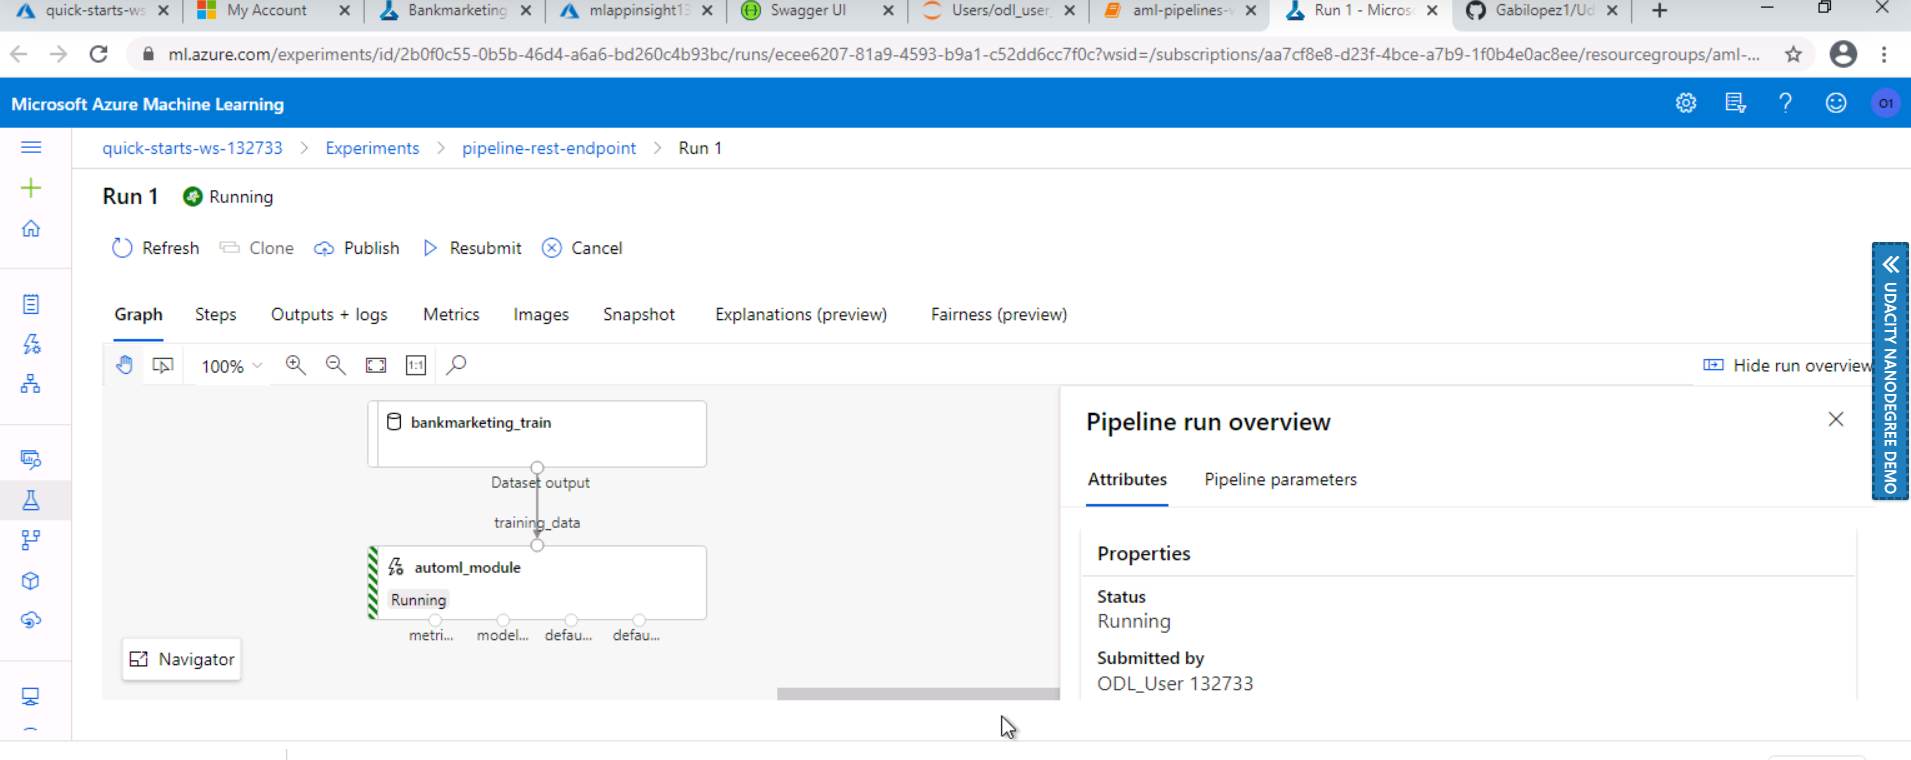 quick-starts-ws
My Account
Bankmarketing
mlappinsight13
Swagger UI
Users/odl_user
aml-pipelines-
Run 1 - Micros
Gabilopez1/Ud
ml.azure.com/experiments/id/2b0f0c55-0b5b-46d4-a6a6-bd260c4b93bc/runs/ecee6207-81a9-4593-b9a1-c52dd6cc7f0c?wsid=/subscriptions/aa7cf8e8-d23f-4bce-a7b9-1f0b4e0ac8ee/resourcegroups/aml-...
Microsoft Azure Machine Learning
O1
quick-starts-ws-132733 > Experiments > pipeline-rest-endpoint > Run 1
Run 1 Running
Refresh Clone Publish Resubmit Cancel
Graph Steps Outputs + logs Metrics Images Snapshot Explanations (preview) Fairness (preview)
100% 1:1 Hide run overview
UDACITY NANODEGREE DEMO
bankmarketing_train
Dataset output
training_data
automl_module
Running
metri... model... defau... defau...
Navigator
Pipeline run overview
Attributes Pipeline parameters
Properties
Status
Running
Submitted by
ODL_User 132733